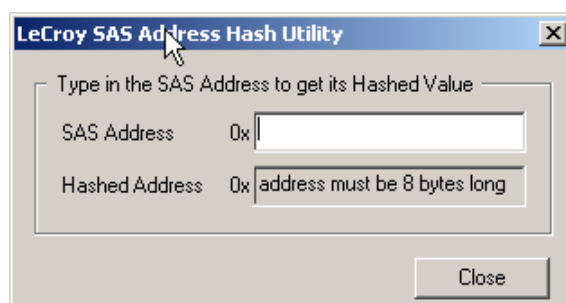 LeCroy SAS Address Hash Utility
Type in the SAS Address to get its Hashed Value
SAS Address 0x
Hashed Address 0x address must be 8 bytes long
Close